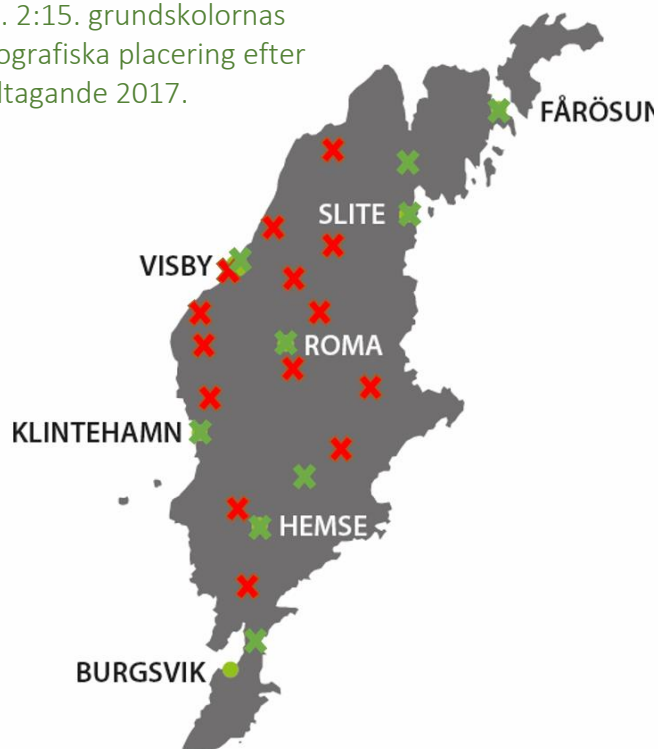 . 2:15. grundskolornas
ografiska placering efter
ltagande 2017.
FÅRÖSUN
SLITE
VISBY
ROMA
KLINTEHAMN
HEMSE
BURGSVIK